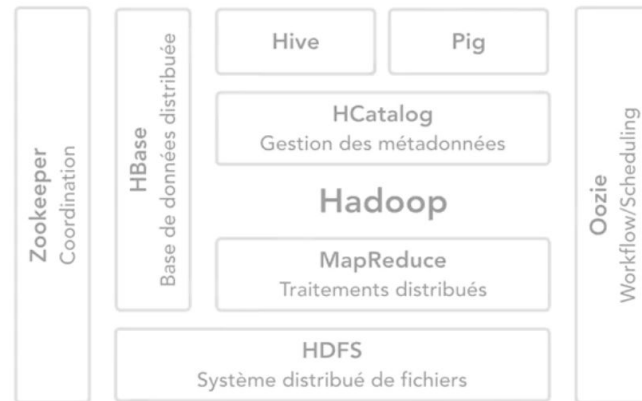 Zookeeper
Coordination
HBase
Base de données distribuée
Hive
Pig
HCatalog
Gestion des métadonnées
Hadoop
MapReduce
Traitements distribués
HDFS
Système distribué de fichiers
Oozie
Workflow/Scheduling